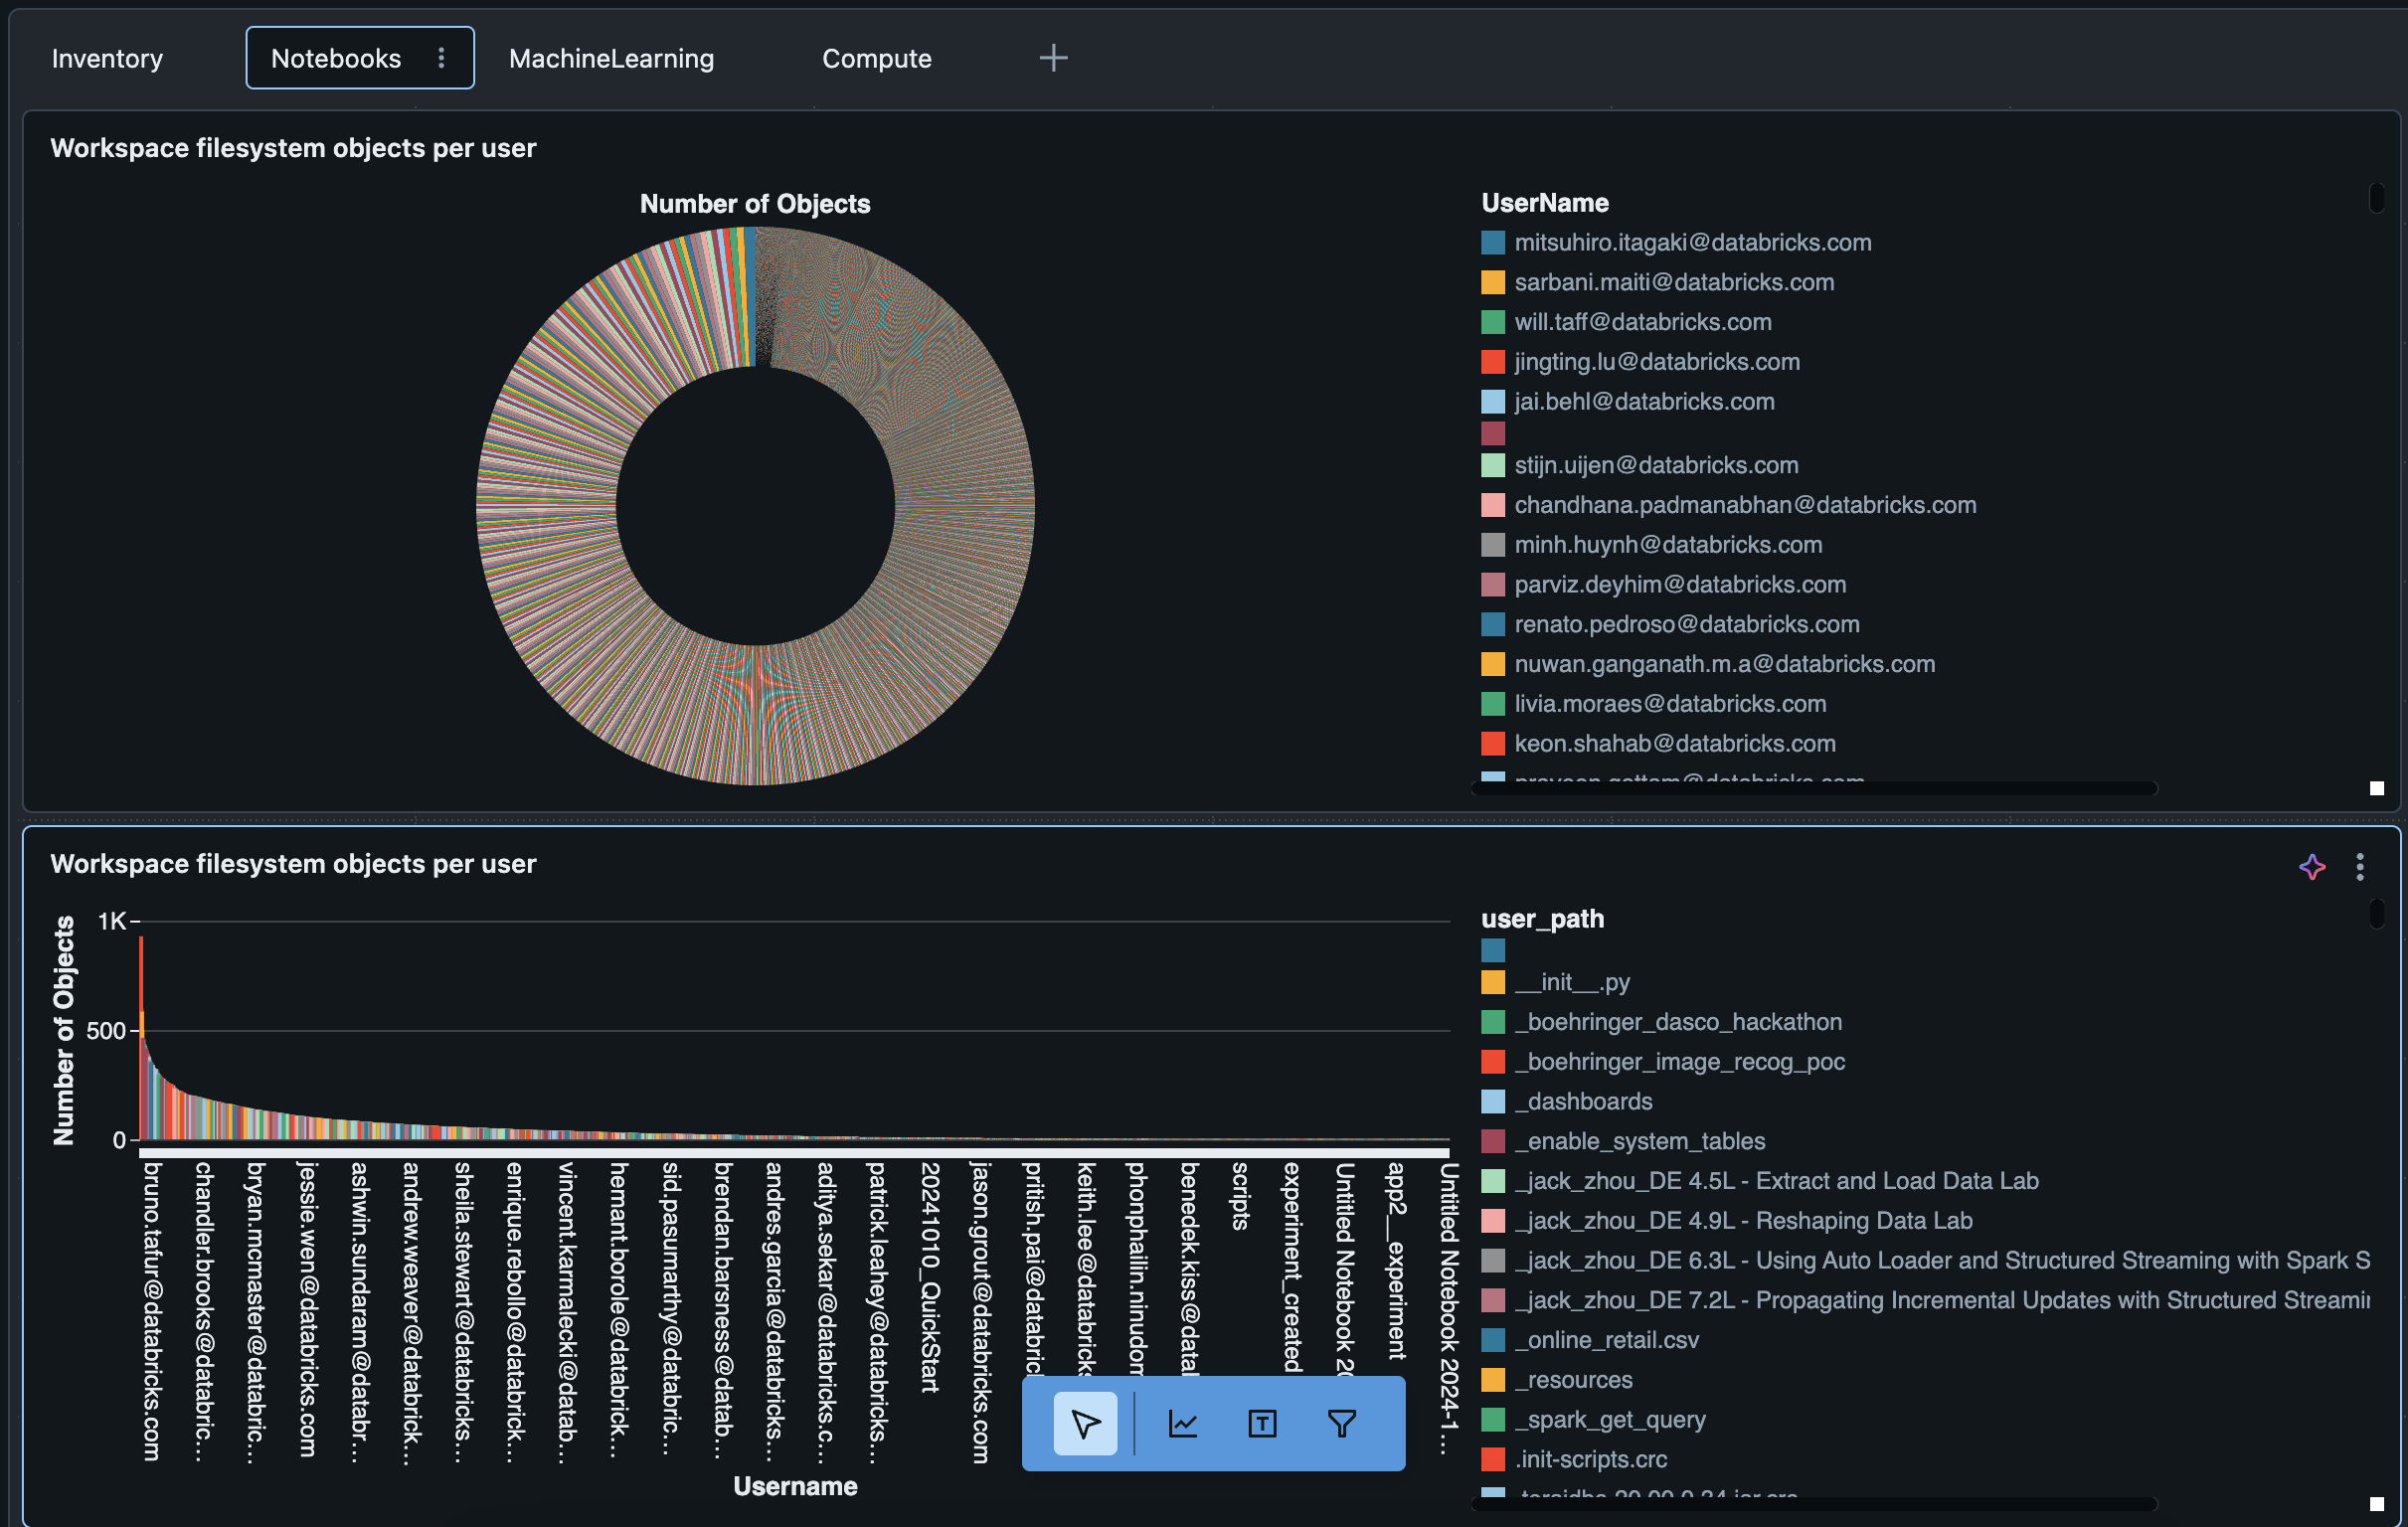 Inventory
Notebooks
MachineLearning
Compute
Workspace filesystem objects per user
Number of Objects
UserName
mitsuhiro.itagaki@databricks.com
sarbani.maiti@databricks.com
will.taff@databricks.com
jingting.lu@databricks.com
jai.behl@databricks.com
stijn.uijen@databricks.com
chandhana.padmanabhan@databricks.com
minh.huynh@databricks.com
parviz.deyhim@databricks.com
renato.pedroso@databricks.com
nuwan.ganganath.m.a@databricks.com
livia.moraes@databricks.com
keon.shahab@databricks.com
Workspace filesystem objects per user
Number of Objects
1K
500
0
bruno.tafur@databricks.com
chandler.brooks@databric...
bryan.mcmaster@databric...
jessie.wen@databricks.com
ashwin.sundaram@databr...
andrew.weaver@databrick...
sheila.stewart@databricks...
enrique.rebollo@databrick...
vincent.karmalecki@datab...
hemant.borole@databrick...
sid.pasumarthy@databric...
brendan.barsness@datab...
andres.garcia@databricks...
aditya.sekar@databricks.c...
patrick.leahey@databricks...
20241010_QuickStart
jason.grout@databricks.com
pritish.pai@databric
keith.lee@databricks
phonphailin.ninudom
benedek.kiss@datal
scripts
experiment_created
Untitled Notebook 20
app2__experiment
Untitled Notebook 2024-1...
Username
user_path
__init__.py
_boehringer_dasco_hackathon
_boehringer_image_recog_poc
_dashboards
_enable_system_tables
_jack_zhou_DE 4.5L - Extract and Load Data Lab
_jack_zhou_DE 4.9L - Reshaping Data Lab
_jack_zhou_DE 6.3L - Using Auto Loader and Structured Streaming with Spark S
_jack_zhou_DE 7.2L - Propagating Incremental Updates with Structured Streamin
_online_retail.csv
_resources
_spark_get_query
.init-scripts.crc